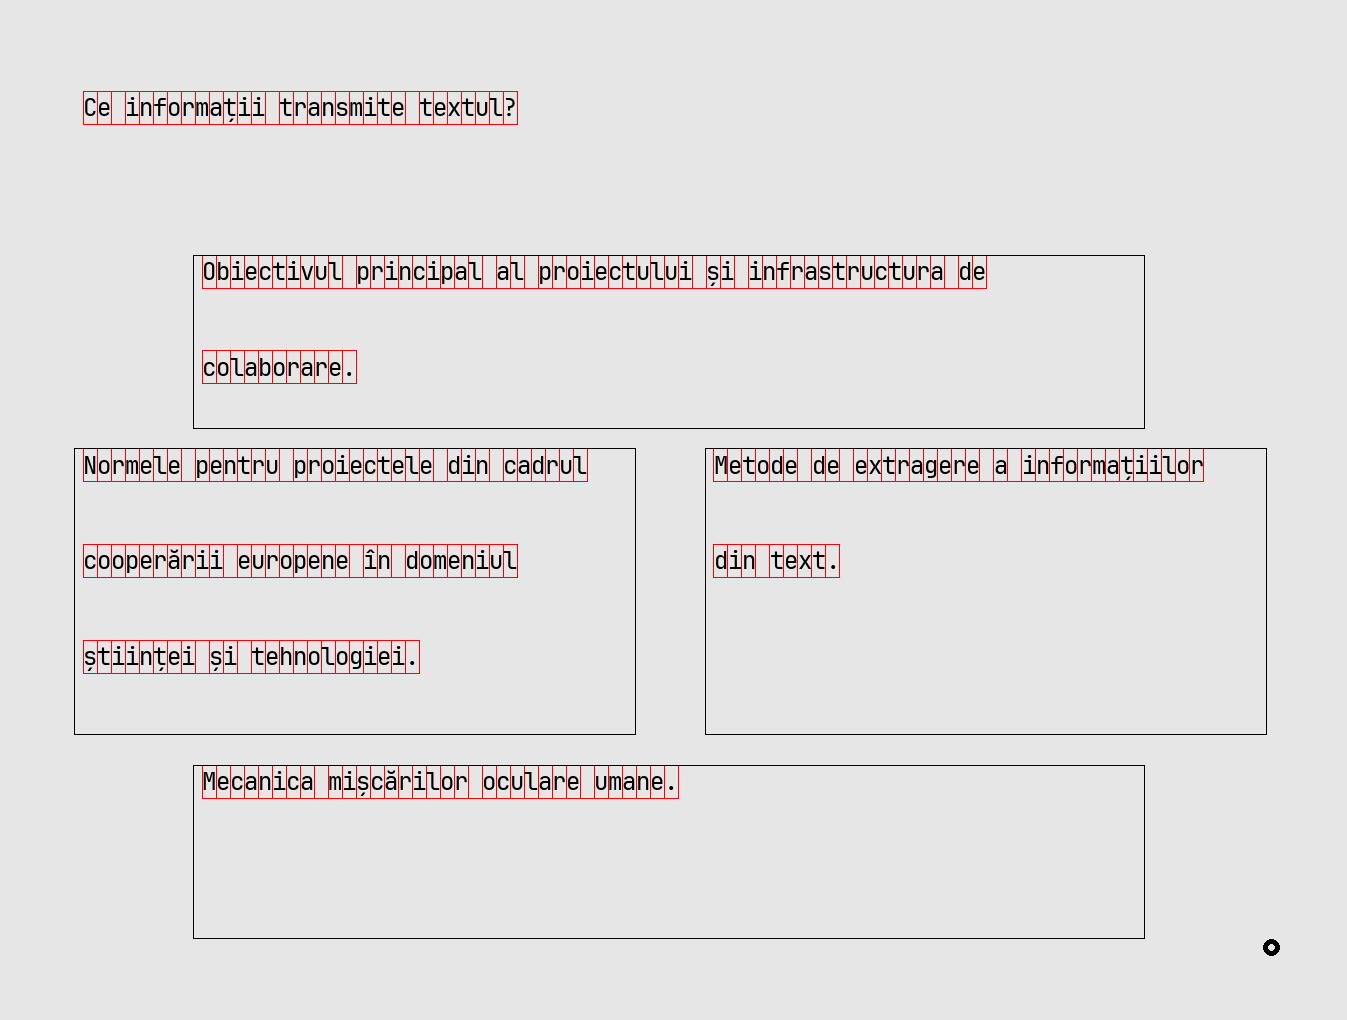 Ce informații transmite textul?
Obiectivul principal al proiectului și infrastructura de
colaborare.
Normele pentru proiectele din cadrul
cooperării europene în domeniul
științei și tehnologiei.
Metode de extragere a informațiilor
din text.
Mecanica mișcărilor oculare umane.